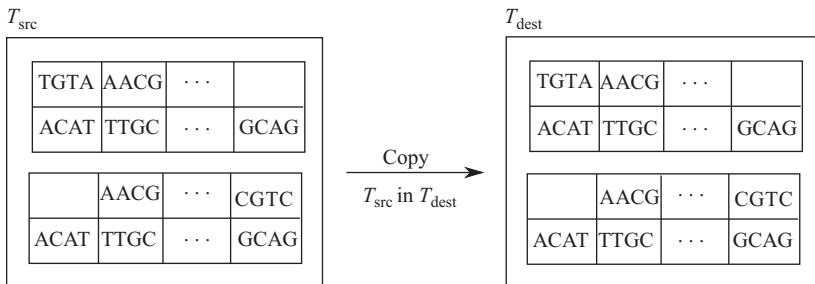 T_src T_dest
TGTA AACG ··· TGTA AACG ···
ACAT TTGC ··· GCAG ACAT TTGC ··· GCAG
Copy
T_src in T_dest
AACG ··· CGTC AACG ··· CGTC
ACAT TTGC ··· GCAG ACAT TTGC ··· GCAG